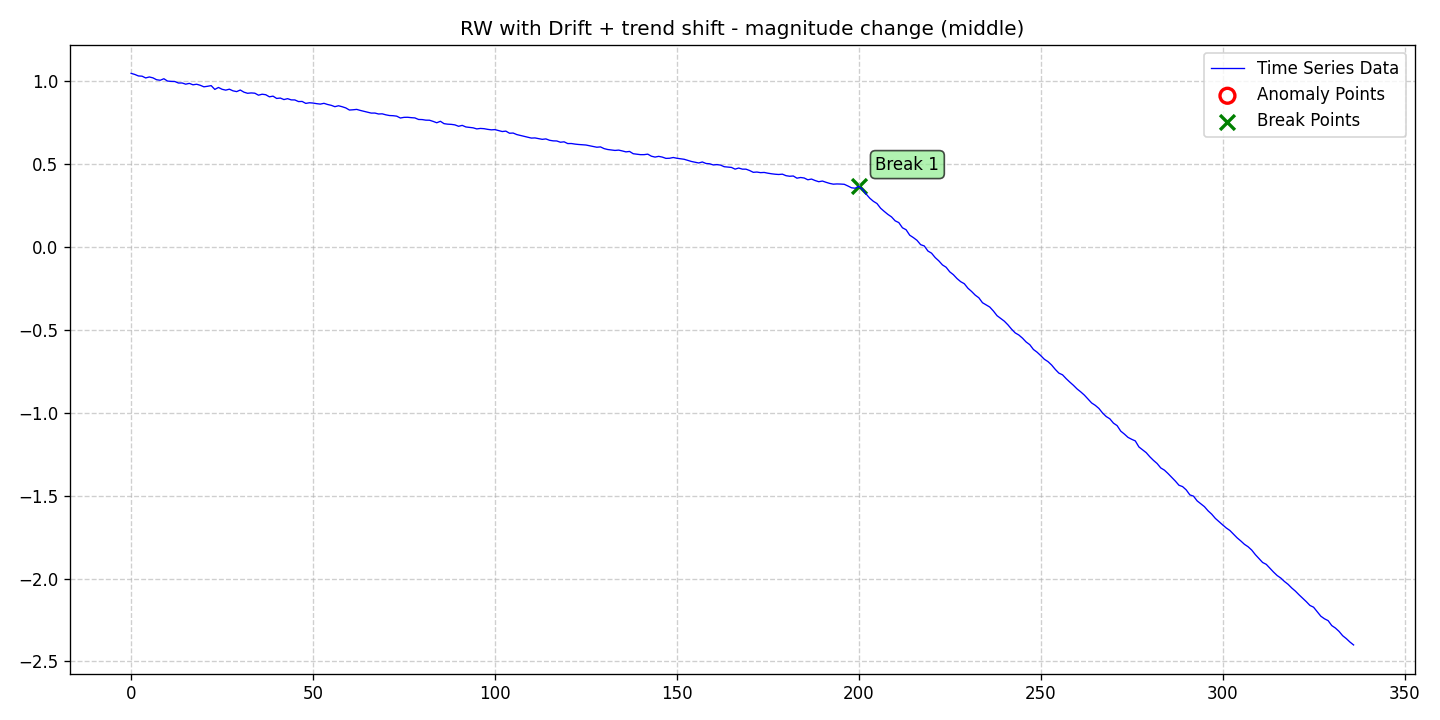 RW with Drift + trend shift - magnitude change (middle)
Time Series Data
Anomaly Points
Break Points
Break 1
1.0
0.5
0.0
−0.5
−1.0
−1.5
−2.0
−2.5
0 50 100 150 200 250 300 350